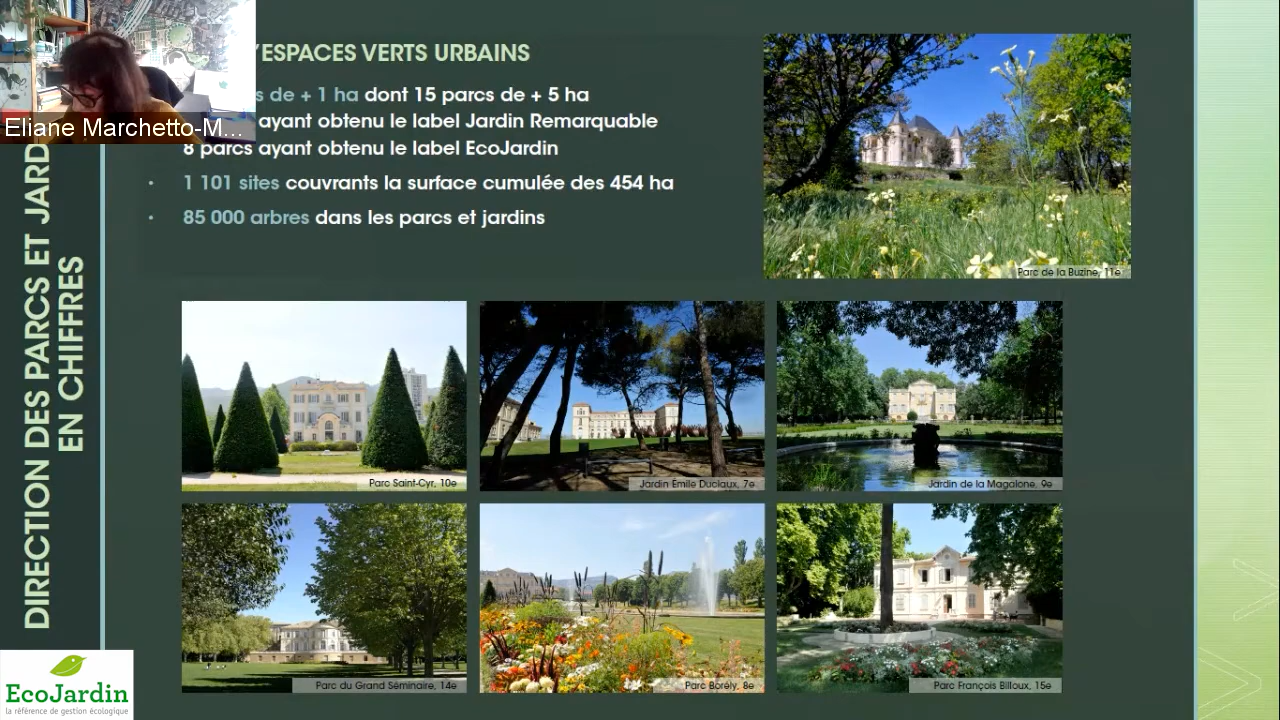 'ESPACES VERTS URBAINS
s de + 1 ha dont 15 parcs de + 5 ha
ayant obtenu le label Jardin Remarquable
Eliane Marchetto-M...
8 parcs ayant obtenu le label EcoJardin
• 1 101 sites couvrants la surface cumulée des 454 ha
• 85 000 arbres dans les parcs et jardins
DIRECTION DES PARCS ET JARD
EN CHIFFRES
Parc de la Buzine, 11e
Parc Saint-Cyr, 10e
Jardin Émile Duclaux, 7e
Jardin de la Magalone, 9e
Parc du Grand Séminaire, 14e
Parc Borély, 8e
Parc François Billoux, 15e
EcoJardin
la référence de gestion écologique